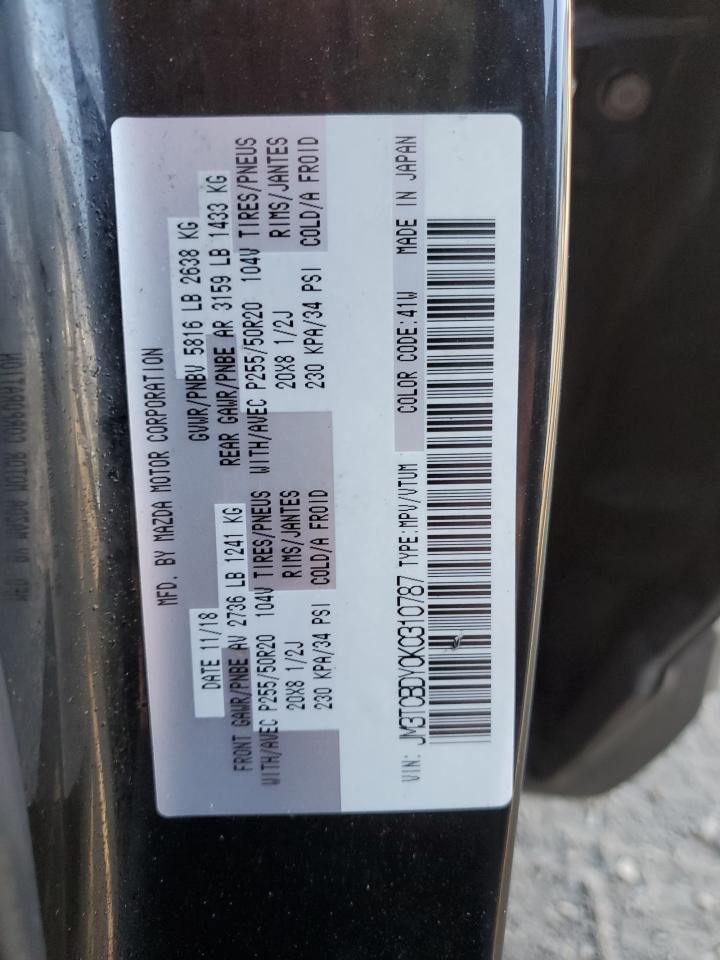 MFD. BY MAZDA MOTOR CORPORATION
DATE 11/18 GVWR/PNBV 5816 LB 2638 KG
FRONT GAWR/PNBE AV 2736 LB 1241 KG REAR GAWR/PNBE AR 3159 LB 1433 KG
WITH/AVEC P255/50R20 104V TIRES/PNEUS WITH/AVEC P255/50R20 104V TIRES/PNEUS
20X8 1/2J RIMS/JANTES 20X8 1/2J RIMS/JANTES
230 KPA/34 PSI COLD/A FROID 230 KPA/34 PSI COLD/A FROID
VIN: JM3TCBDY0K0310787 TYPE:MPV/VTUM COLOR CODE:41W MADE IN JAPAN